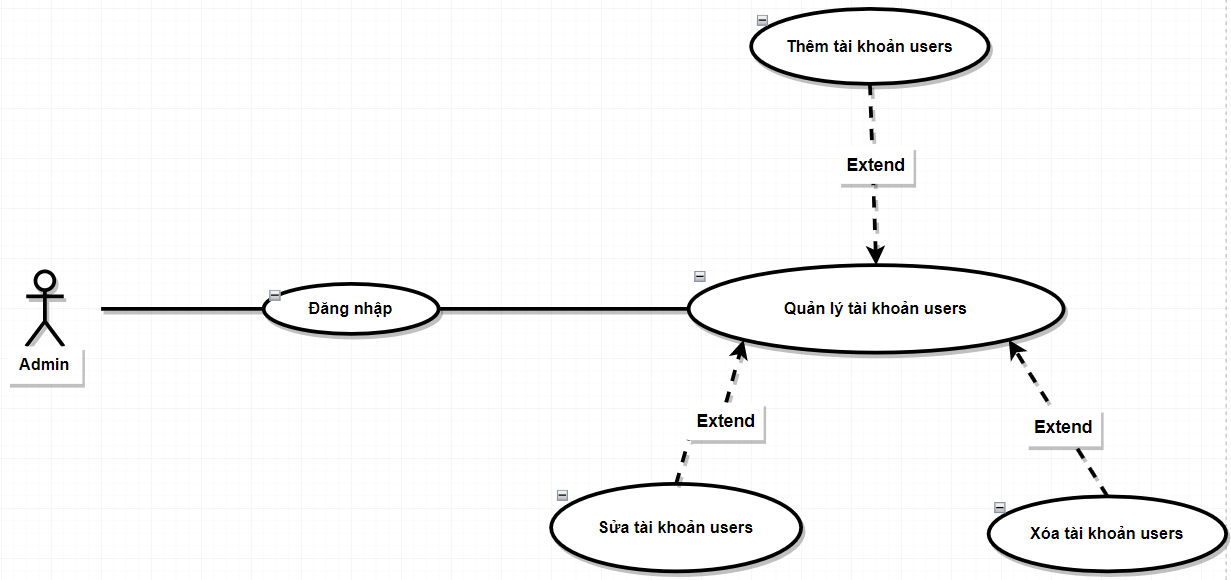 Thêm tài khoản users
Extend
Đăng nhập
Quản lý tài khoản users
Admin
Extend
Extend
Sửa tài khoản users
Xóa tài khoản users